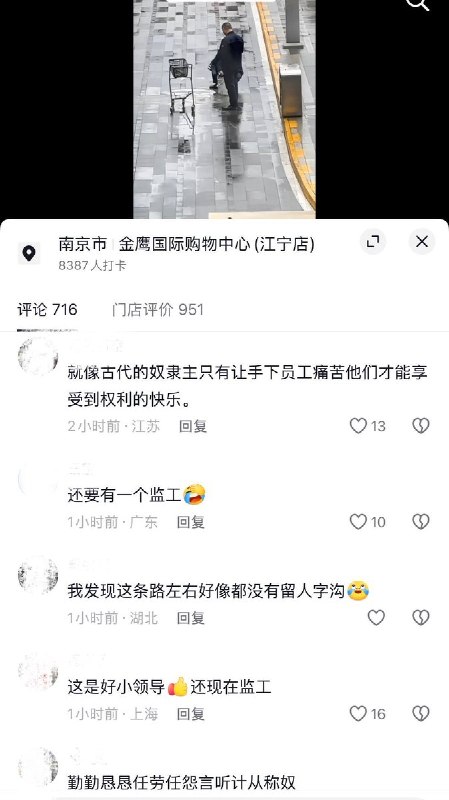 南京市 | 金鹰国际购物中心(江宁店)
8387人打卡
评论 716 门店评价 951
就像古代的奴隶主只有让手下员工痛苦他们才能享
受到权利的快乐。
2小时前 · 江苏 回复 13
还要有一个监工🤣
1小时前 · 广东 回复 10
我发现这条路左右好像都没有留人字沟😂
1小时前 · 湖北 回复
这是好小领导👍还现在监工
1小时前 · 上海 回复 16
勤勤恳恳任劳任怨言听计从称奴